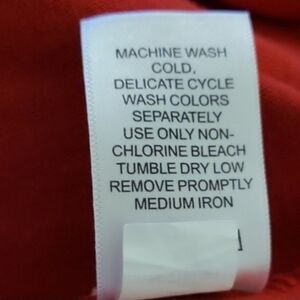 MACHINE WASH
COLD,
DELICATE CYCLE
WASH COLORS
SEPARATELY
USE ONLY NON-
CHLORINE BLEACH
TUMBLE DRY LOW
REMOVE PROMPTLY
MEDIUM IRON